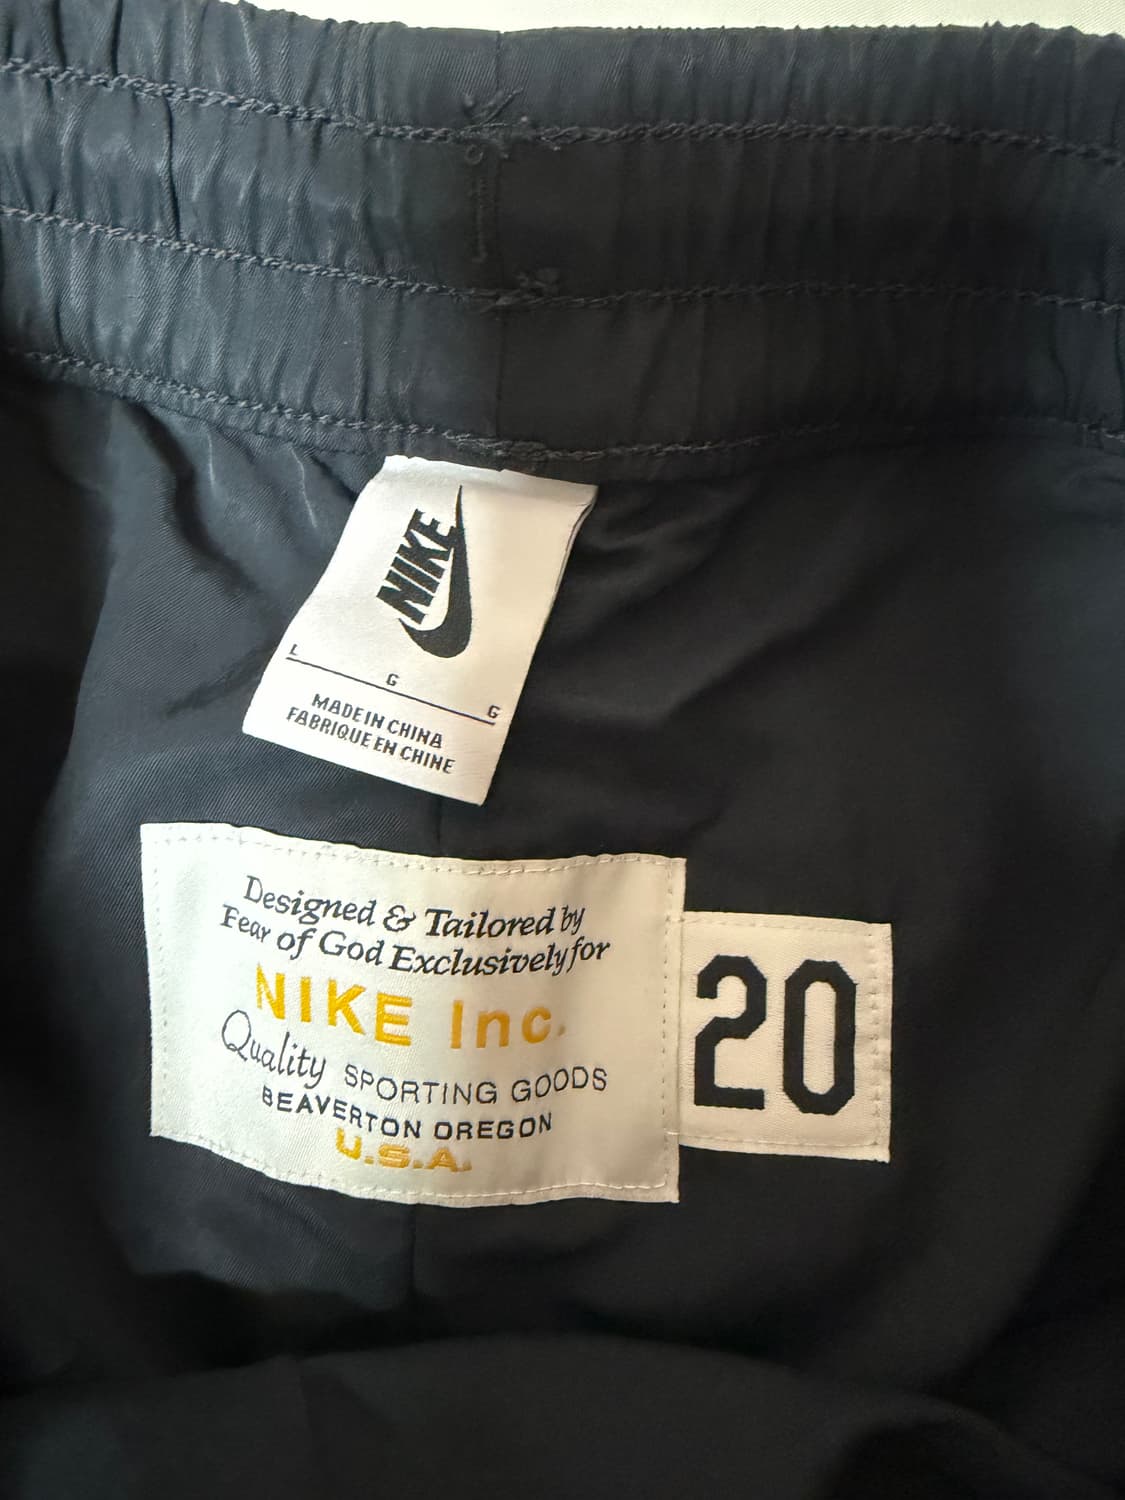 NIKE
L G G
MADE IN CHINA
FABRIQUE EN CHINE
Designed & Tailored by
Fear of God Exclusively for
NIKE Inc.
Quality SPORTING GOODS
BEAVERTON OREGON
U.S.A.
20